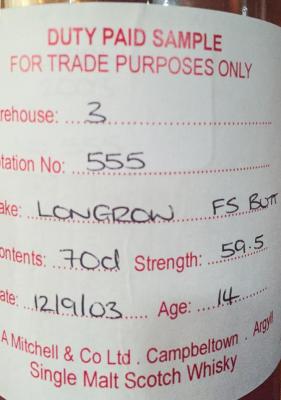 DUTY PAID SAMPLE
FOR TRADE PURPOSES ONLY
rehouse: 3
tation No: 555
ake: LONGROW FS BUTT
ontents: 70cl Strength: 59.5
ate: 12/9/03 Age: 14
A Mitchell & Co Ltd . Campbeltown . Argyll
Single Malt Scotch Whisky